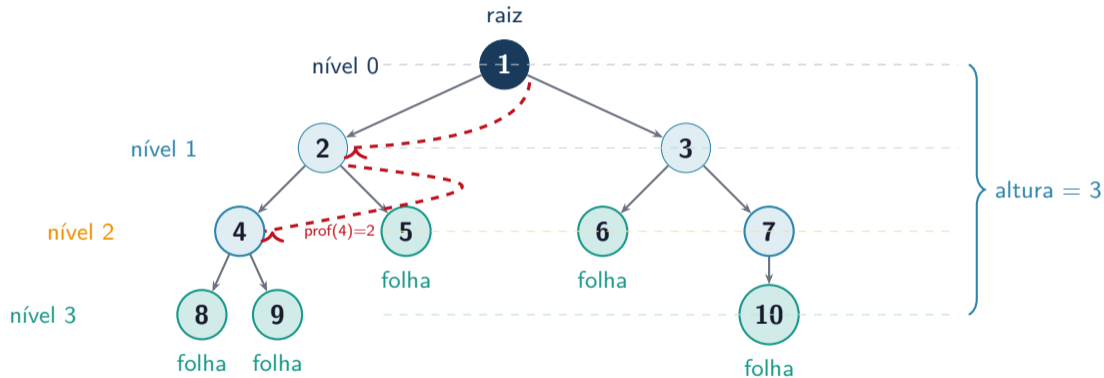 raiz
nível 0 1
nível 1 2 3 altura = 3
nível 2 4 prof(4)=2 5 6 7
folha folha
nível 3 8 9 10
folha folha folha